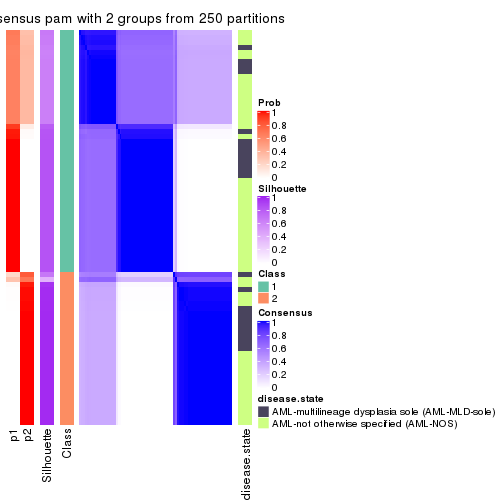 sensus pam with 2 groups from 250 partitions
Prob
1
0.8
0.6
0.4
0.2
0
Silhouette
1
0.8
0.6
0.4
0.2
0
Class
1
2
Consensus
1
0.8
0.6
0.4
0.2
0
disease.state
AML-multilineage dysplasia sole (AML-MLD-sole)
AML-not otherwise specified (AML-NOS)
p1
p2
Silhouette
Class
disease.state